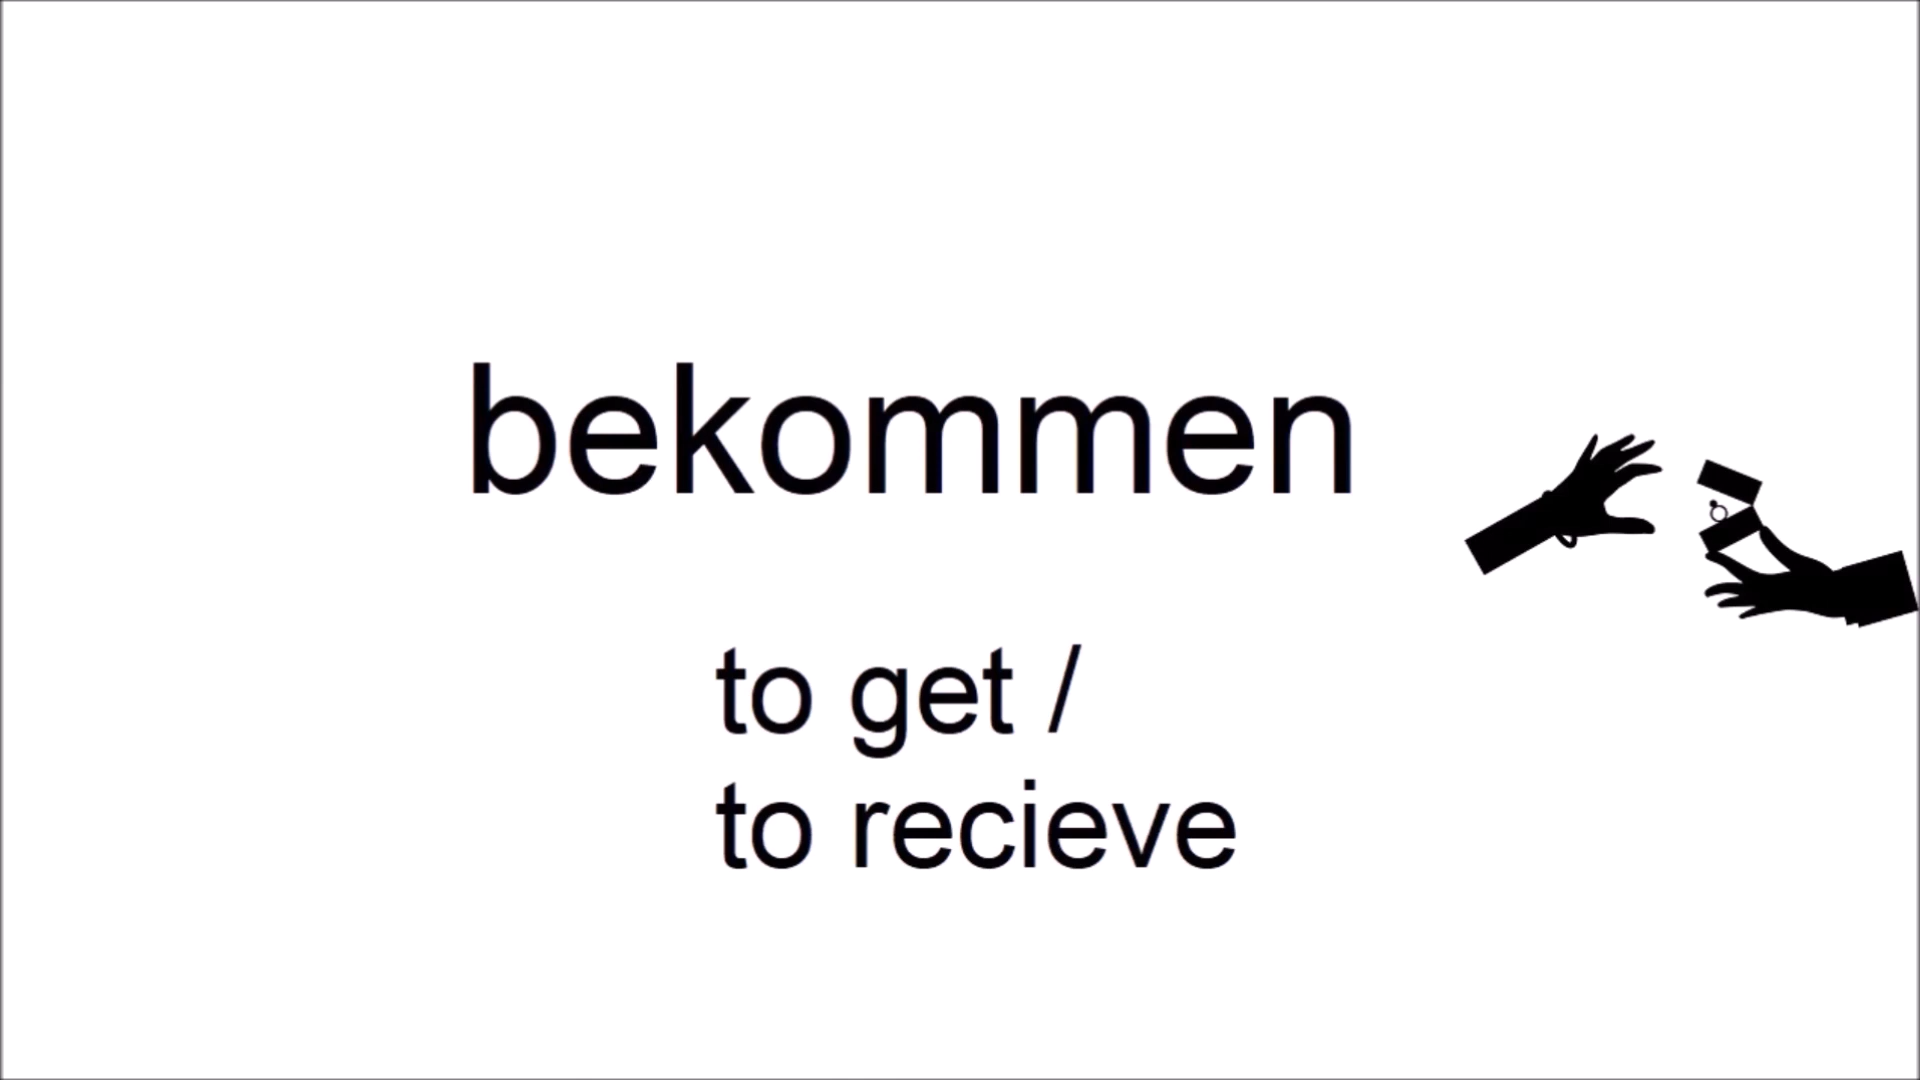 bekommen
to get /
to recieve